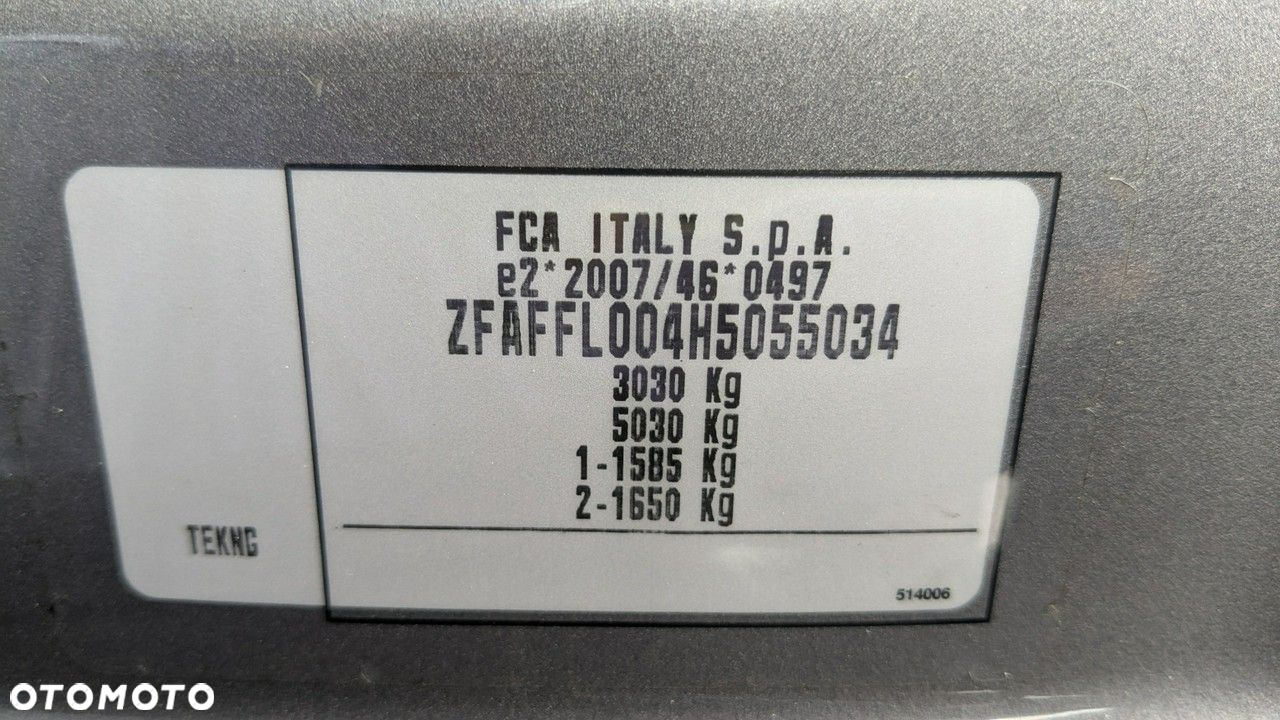 FCA ITALY S.p.A.
e2*2007/46*0497
ZFAFFL004H5055034
3030 Kg
5030 Kg
1-1585 Kg
2-1650 Kg
TEKNG
514006
OTOMOTO